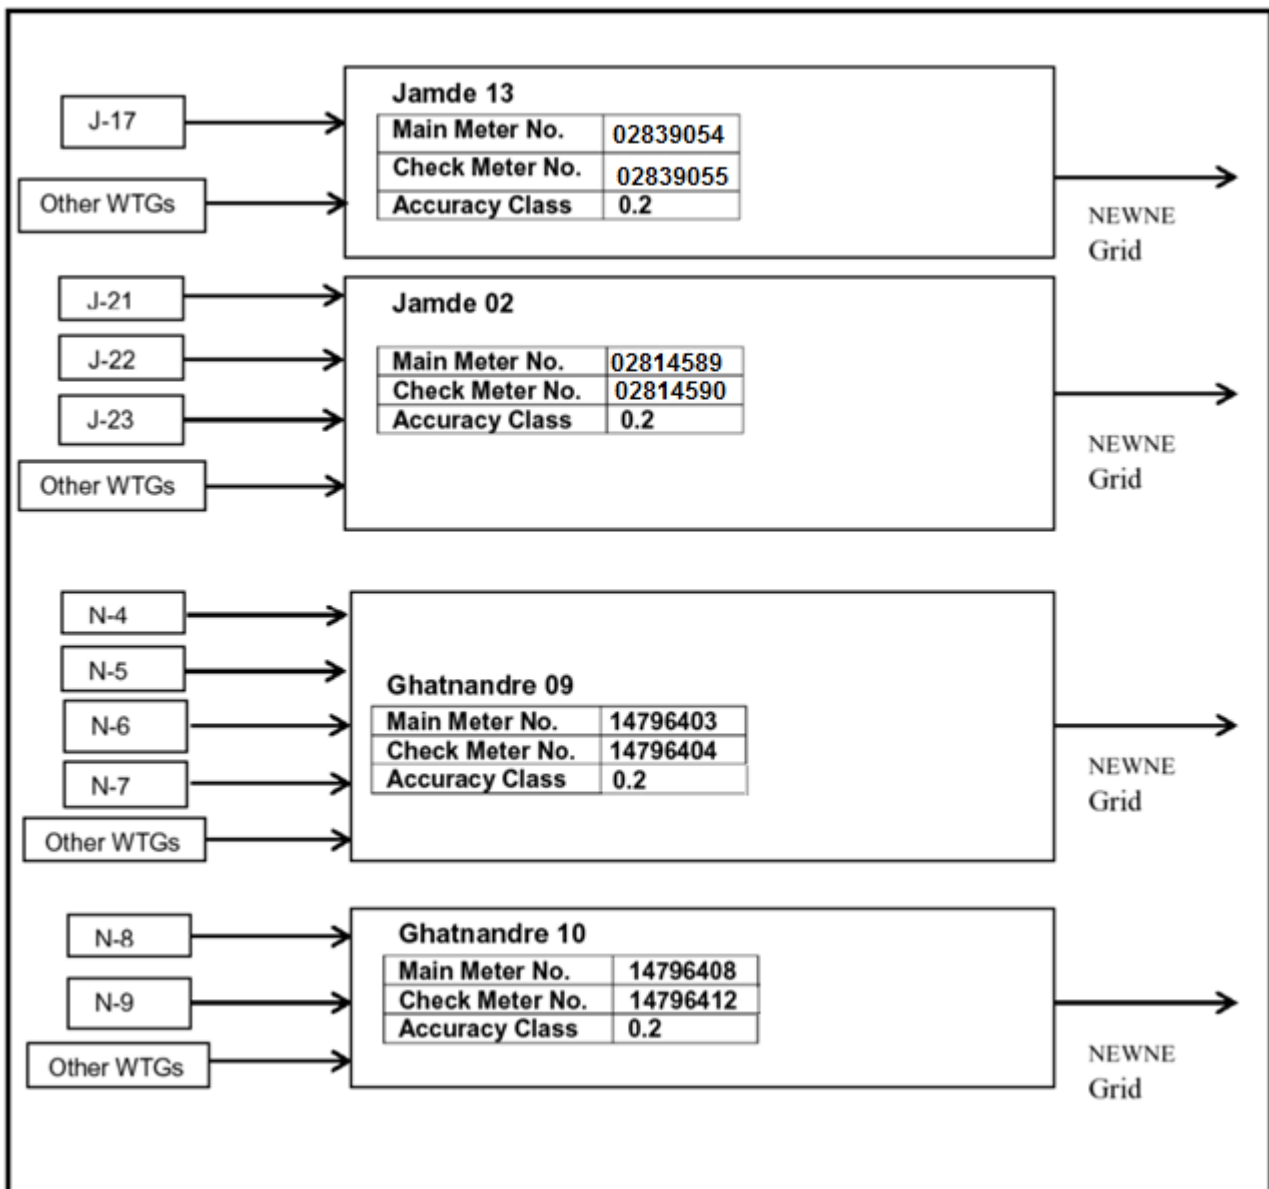 Jamde 13
J-17
Main Meter No. 02839054
Check Meter No. 02839055
Other WTGs
Accuracy Class 0.2
NEWNE
Grid
J-21
Jamde 02
J-22
Main Meter No. 02814589
Check Meter No. 02814590
J-23
Accuracy Class 0.2
Other WTGs
NEWNE
Grid
N-4
N-5
Ghatnandre 09
N-6
Main Meter No. 14796403
Check Meter No. 14796404
N-7
Accuracy Class 0.2
Other WTGs
NEWNE
Grid
N-8
Ghatnandre 10
Main Meter No. 14796408
N-9
Check Meter No. 14796412
Accuracy Class 0.2
Other WTGs
NEWNE
Grid